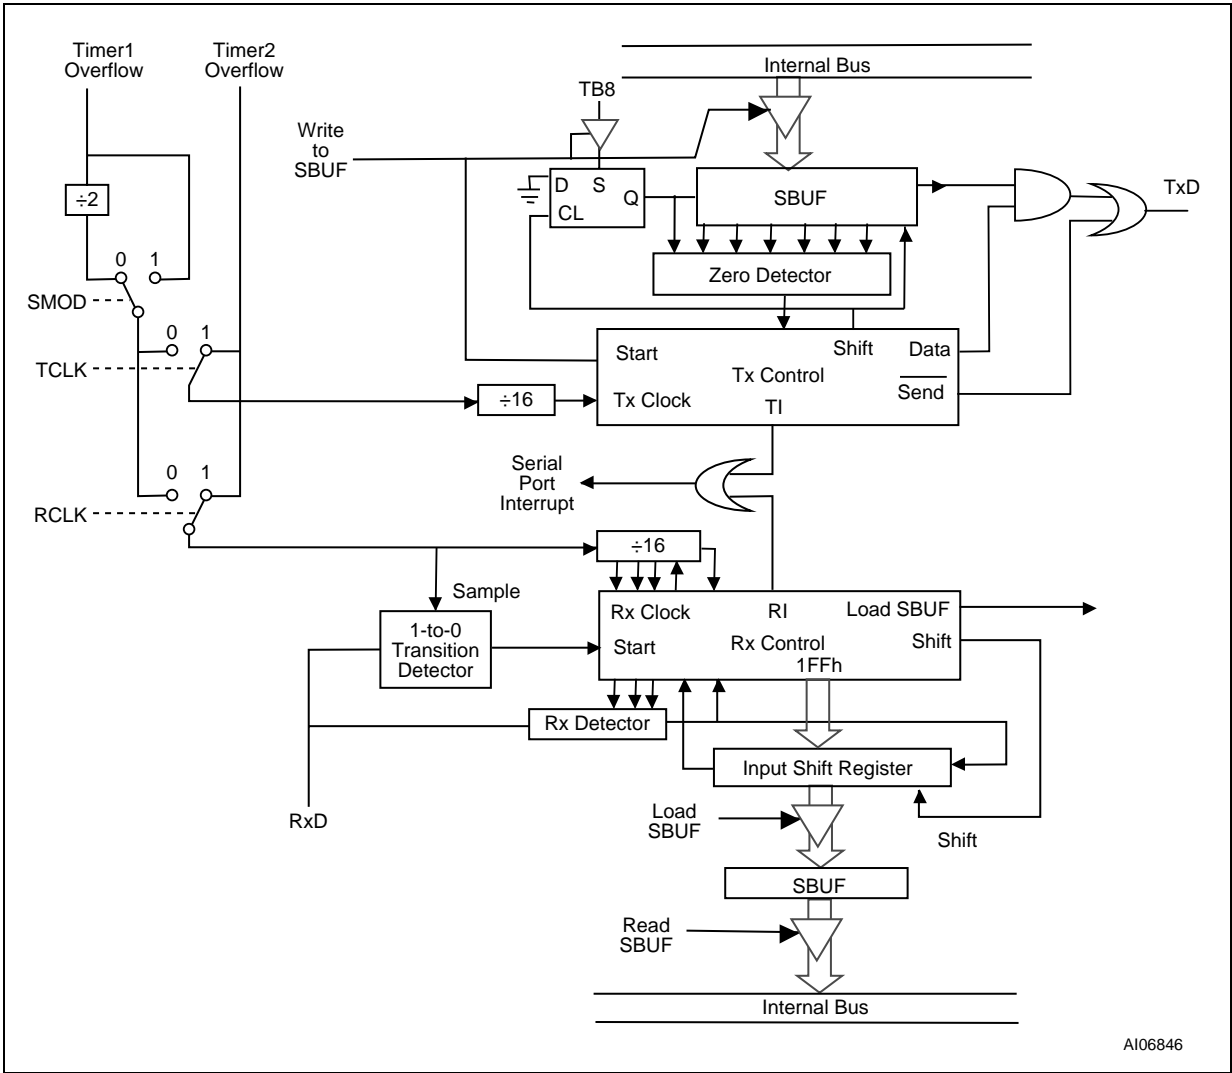 Timer1
Overflow
Timer2
Overflow
Internal Bus
TB8
Write
to
SBUF
D S
Q
CL
SBUF
TxD
÷2
0 1
SMOD
Zero Detector
0 1
TCLK
Start
Shift
Data
Tx Control
Send
Tx Clock
TI
÷16
0 1
RCLK
Serial
Port
Interrupt
÷16
Sample
Rx Clock
RI
Load SBUF
1-to-0
Transition
Detector
Start
Rx Control
Shift
1FFh
Rx Detector
Input Shift Register
RxD
Load
SBUF
Shift
SBUF
Read
SBUF
Internal Bus
AI06846